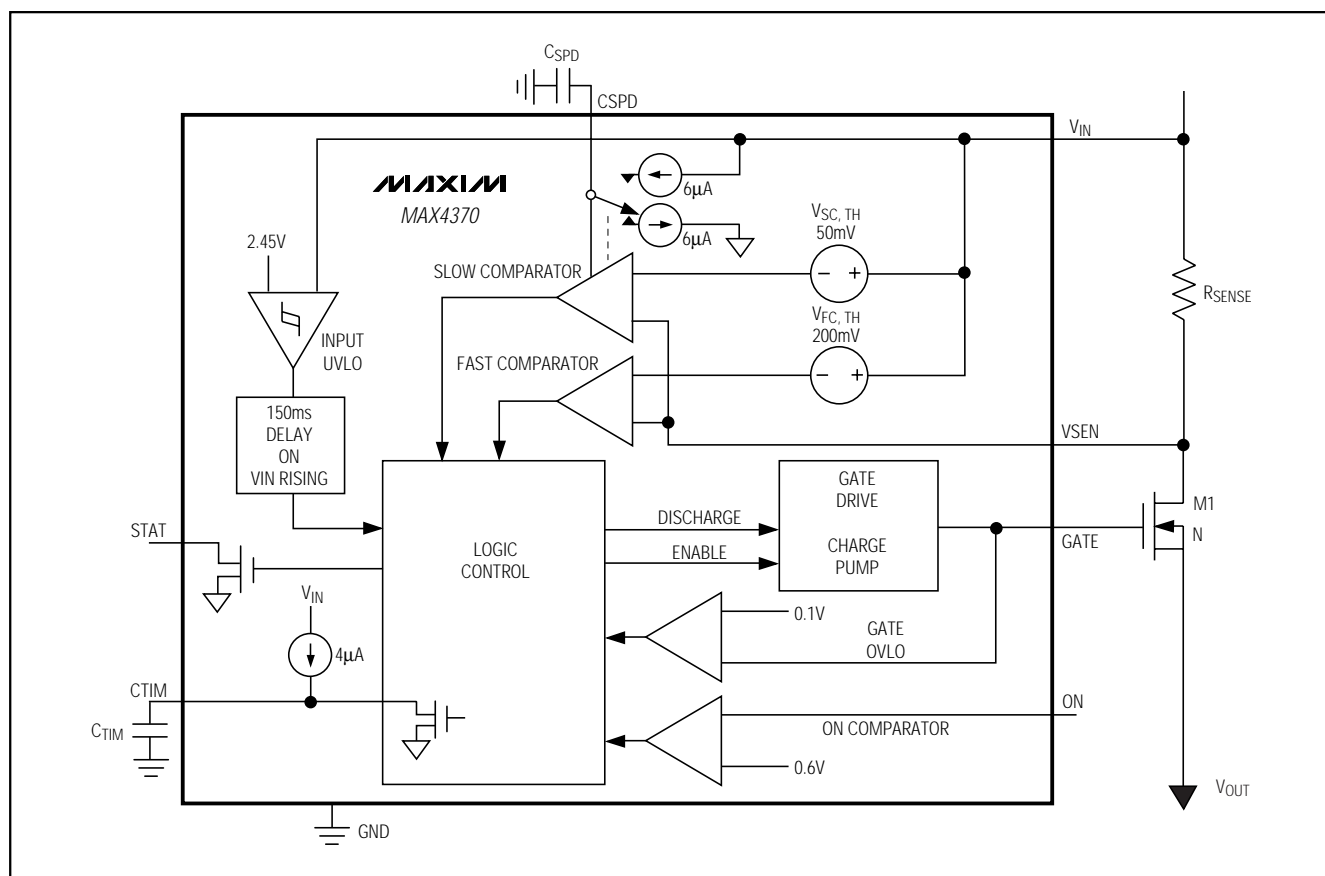 CSPD
CSPD
VIN
MAXIM
MAX4370
6µA
6µA
VSC, TH
50mV
2.45V
SLOW COMPARATOR
RSENSE
VFC, TH
200mV
INPUT
UVLO
FAST COMPARATOR
150ms
DELAY
ON
VIN RISING
VSEN
STAT
LOGIC
CONTROL
DISCHARGE
ENABLE
GATE
DRIVE
CHARGE
PUMP
GATE
M1
N
VIN
4µA
0.1V
GATE
OVLO
CTIM
CTIM
ON
ON COMPARATOR
0.6V
VOUT
GND